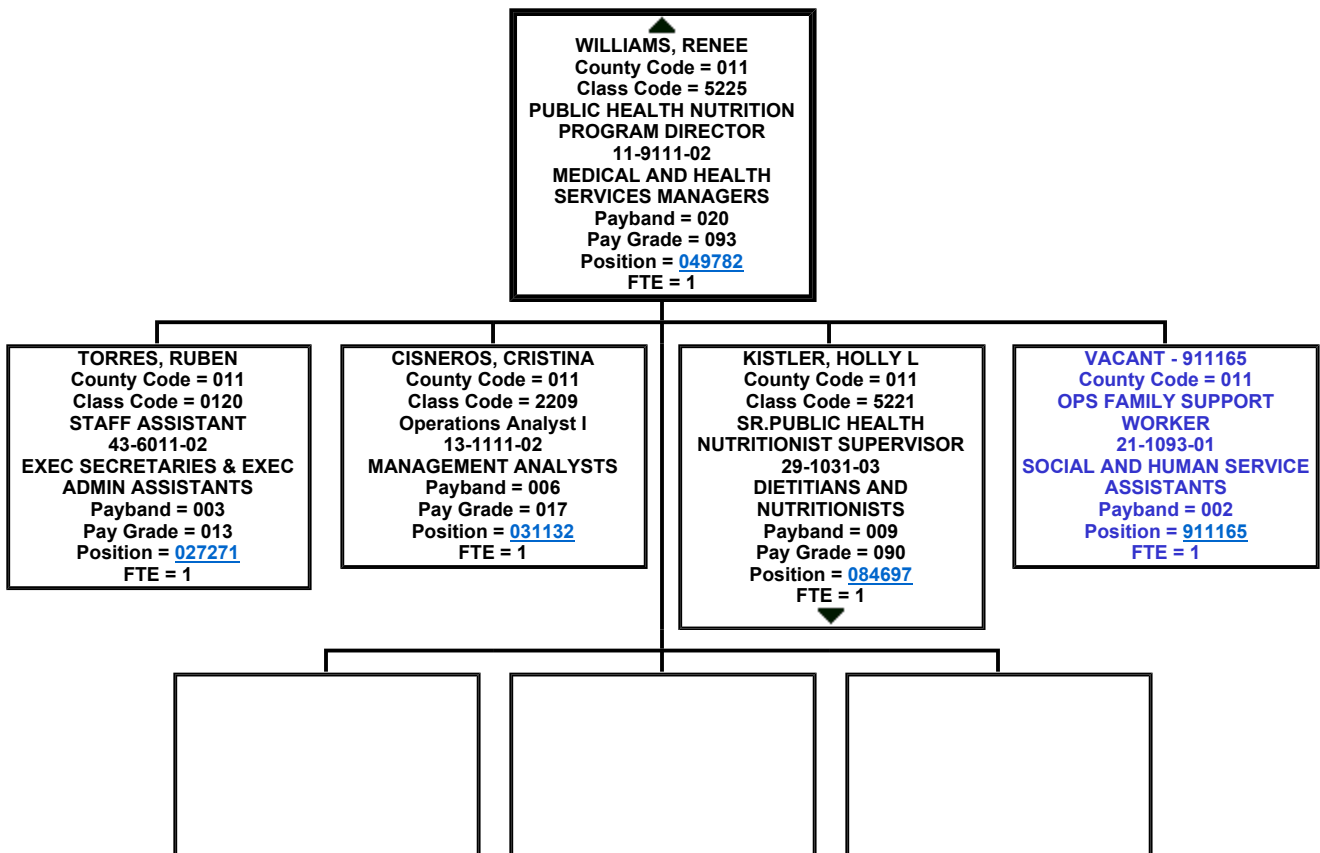 WILLIAMS, RENEE
County Code = 011
Class Code = 5225
PUBLIC HEALTH NUTRITION
PROGRAM DIRECTOR
11-9111-02
MEDICAL AND HEALTH
SERVICES MANAGERS
Payband = 020
Pay Grade = 093
Position = 049782
FTE = 1
TORRES, RUBEN
County Code = 011
Class Code = 0120
STAFF ASSISTANT
43-6011-02
EXEC SECRETARIES & EXEC
ADMIN ASSISTANTS
Payband = 003
Pay Grade = 013
Position = 027271
FTE = 1
CISNEROS, CRISTINA
County Code = 011
Class Code = 2209
Operations Analyst I
13-1111-02
MANAGEMENT ANALYSTS
Payband = 006
Pay Grade = 017
Position = 031132
FTE = 1
KISTLER, HOLLY L
County Code = 011
Class Code = 5221
SR.PUBLIC HEALTH
NUTRITIONIST SUPERVISOR
29-1031-03
DIETITIANS AND
NUTRITIONISTS
Payband = 009
Pay Grade = 090
Position = 084697
FTE = 1
VACANT - 911165
County Code = 011
OPS FAMILY SUPPORT
WORKER
21-1093-01
SOCIAL AND HUMAN SERVICE
ASSISTANTS
Payband = 002
Position = 911165
FTE = 1